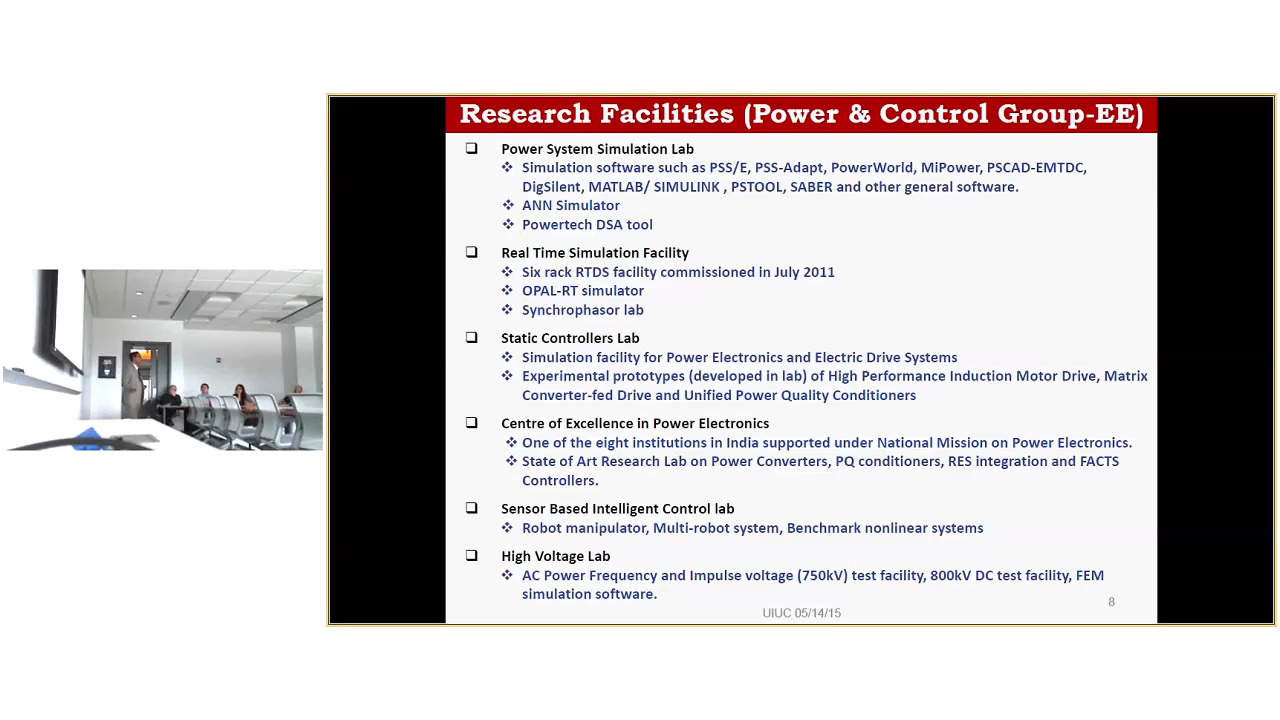 Research Facilities (Power & Control Group-EE)
Power System Simulation Lab
Simulation software such as PSS/E, PSS-Adapt, PowerWorld, MiPower, PSCAD-EMTDC,
DigSilent, MATLAB/ SIMULINK , PSTOOL, SABER and other general software.
ANN Simulator
Powertech DSA tool
Real Time Simulation Facility
Six rack RTDS facility commissioned in July 2011
OPAL-RT simulator
Synchrophasor lab
Static Controllers Lab
Simulation facility for Power Electronics and Electric Drive Systems
Experimental prototypes (developed in lab) of High Performance Induction Motor Drive, Matrix
Converter-fed Drive and Unified Power Quality Conditioners
Centre of Excellence in Power Electronics
One of the eight institutions in India supported under National Mission on Power Electronics.
State of Art Research Lab on Power Converters, PQ conditioners, RES integration and FACTS
Controllers.
Sensor Based Intelligent Control lab
Robot manipulator, Multi-robot system, Benchmark nonlinear systems
High Voltage Lab
AC Power Frequency and Impulse voltage (750kV) test facility, 800kV DC test facility, FEM
simulation software.
8
UIUC 05/14/15